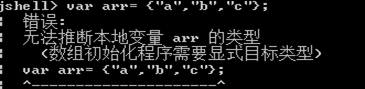 jshell> var arr= {"a","b","c"};
|  错误:
|  无法推断本地变量 arr 的类型
|    (数组初始化程序需要显式目标类型)
|  var arr= {"a","b","c"};
|  ^---------------------^